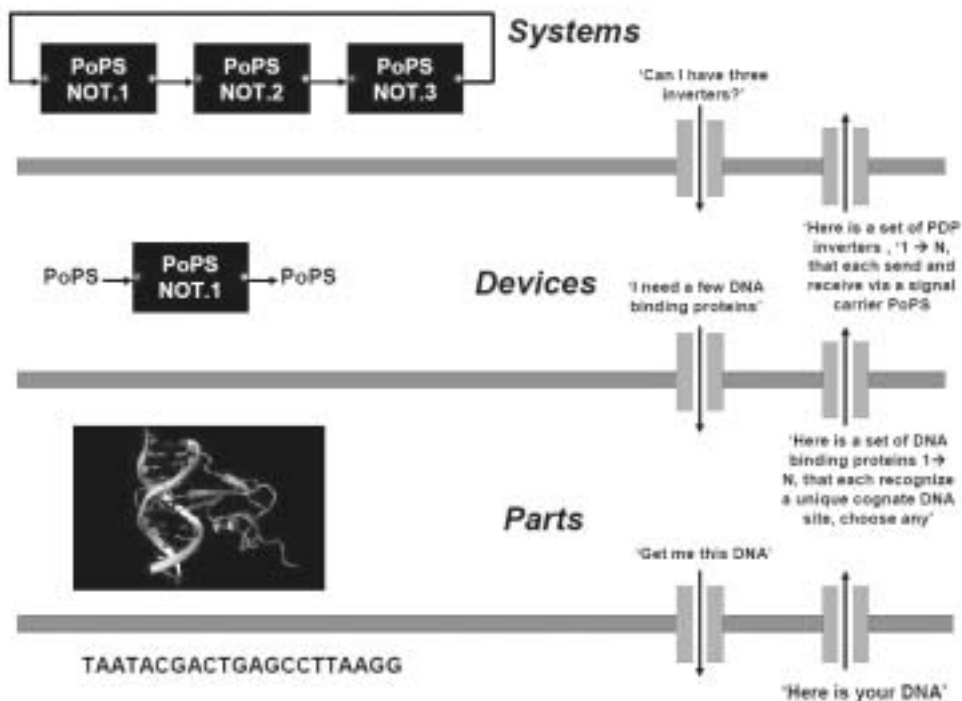 Systems
PoPS
NOT.1
PoPS
NOT.2
PoPS
NOT.3
'Can I have three
inverters?'
PoPS
PoPS
NOT.1
PoPS
Devices
'I need a few DNA
binding proteins'
'Here is a set of PDP
inverters , '1 → N,
that each send and
receive via a signal
carrier PoPS
Parts
'Get me this DNA'
'Here is a set of DNA
binding proteins 1→
N, that each recognize
a unique cognate DNA
site, choose any'
TAATACGACTGAGCCTTAAGG
'Here is your DNA'